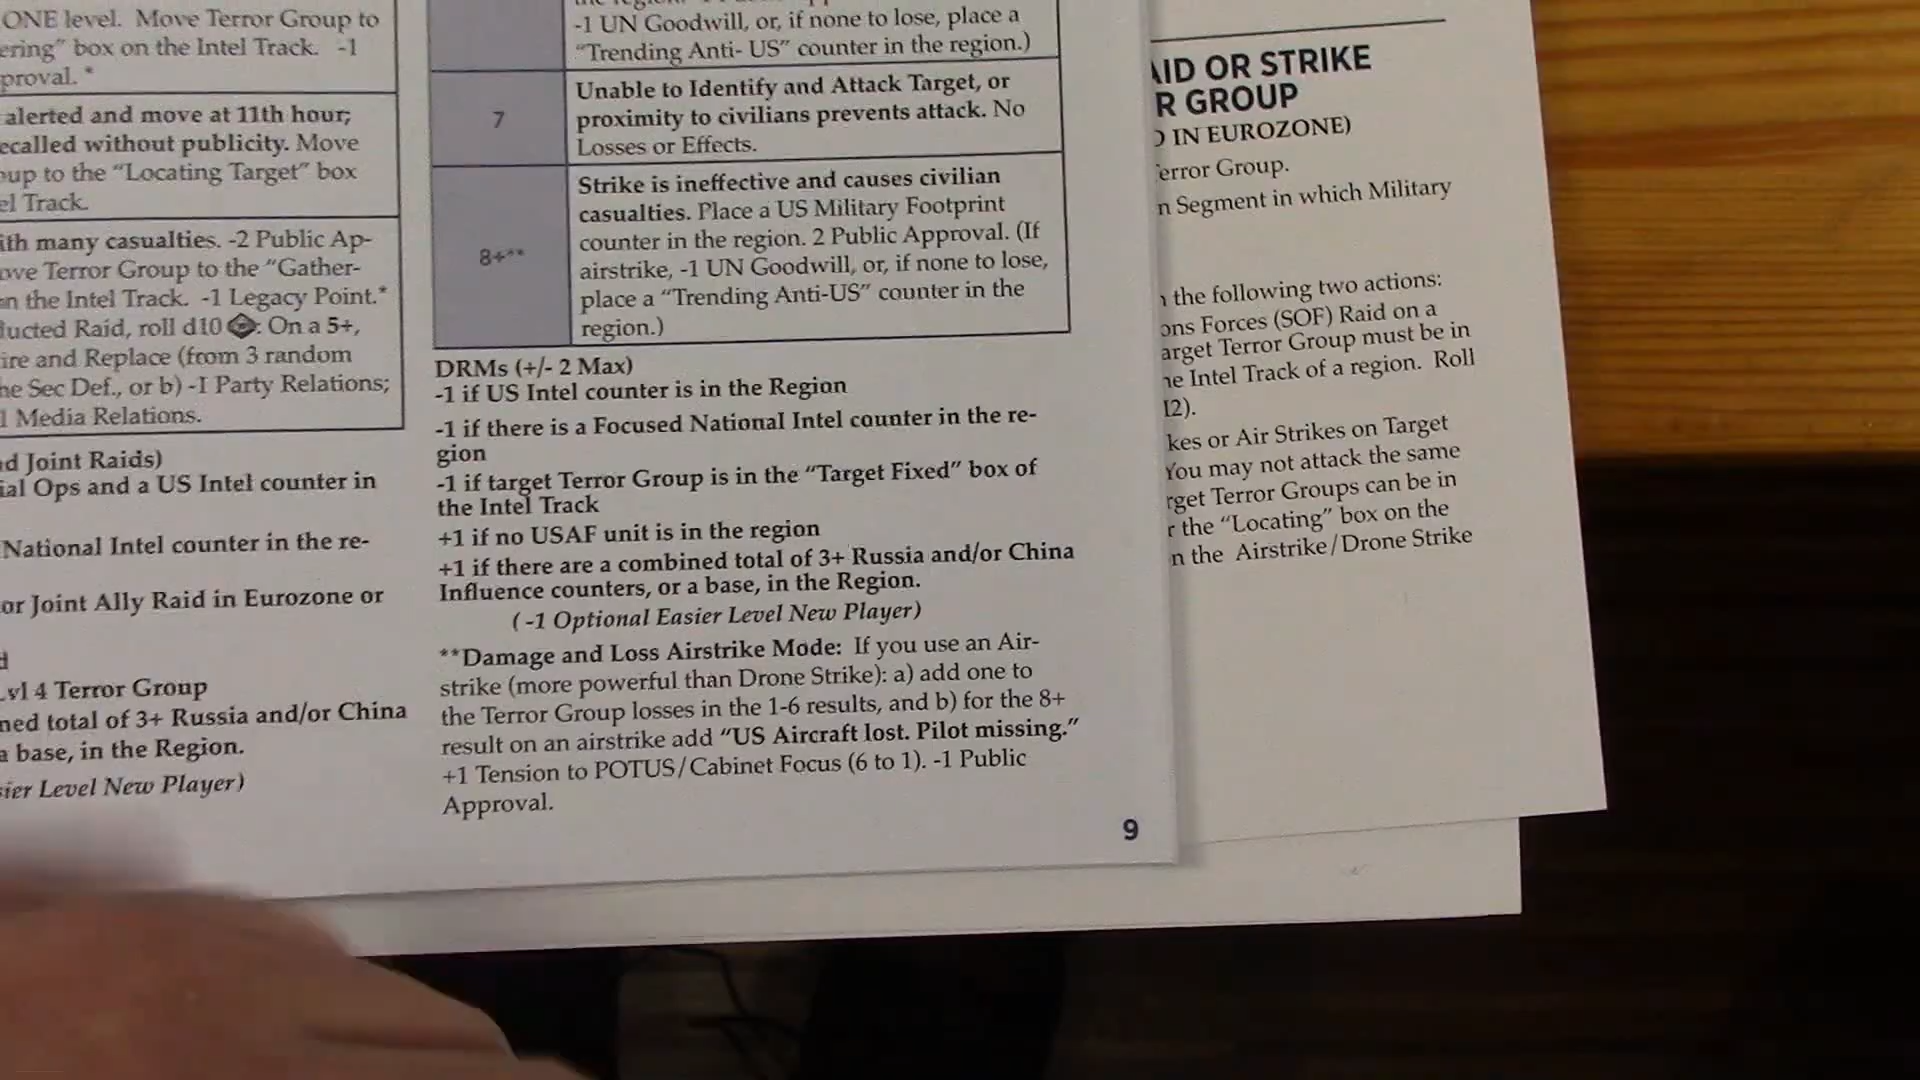 ONE level. Move Terror Group to
ering” box on the Intel Track. -1
proval. *
alerted and move at 11th hour;
ecalled without publicity. Move
oup to the “Locating Target” box
el Track.
ith many casualties. -2 Public Ap-
ove Terror Group to the “Gather-
on the Intel Track. -1 Legacy Point.*
ducted Raid, roll d10 : On a 5+,
ire and Replace (from 3 random
he Sec Def., or b) -1 Party Relations;
1 Media Relations.
nd Joint Raids)
ial Ops and a US Intel counter in
National Intel counter in the re-
or Joint Ally Raid in Eurozone or
d
Lvl 4 Terror Group
ned total of 3+ Russia and/or China
a base, in the Region.
sier Level New Player)
-1 UN Goodwill, or, if none to lose, place a
“Trending Anti- US” counter in the region.)
7
Unable to Identify and Attack Target, or
proximity to civilians prevents attack. No
Losses or Effects.
8+**
Strike is ineffective and causes civilian
casualties. Place a US Military Footprint
counter in the region. 2 Public Approval. (If
airstrike, -1 UN Goodwill, or, if none to lose,
place a “Trending Anti-US” counter in the
region.)
DRMs (+/- 2 Max)
-1 if US Intel counter is in the Region
-1 if there is a Focused National Intel counter in the re-
gion
-1 if target Terror Group is in the “Target Fixed” box of
the Intel Track
+1 if no USAF unit is in the region
+1 if there are a combined total of 3+ Russia and/or China
Influence counters, or a base, in the Region.
( -1 Optional Easier Level New Player)
**Damage and Loss Airstrike Mode: If you use an Air-
strike (more powerful than Drone Strike): a) add one to
the Terror Group losses in the 1-6 results, and b) for the 8+
result on an airstrike add “US Aircraft lost. Pilot missing.”
+1 Tension to POTUS/Cabinet Focus (6 to 1). -1 Public
Approval.
9
AID OR STRIKE
R GROUP
D IN EUROZONE)
error Group.
n Segment in which Military
the following two actions:
ons Forces (SOF) Raid on a
arget Terror Group must be in
he Intel Track of a region. Roll
12).
kes or Air Strikes on Target
You may not attack the same
rget Terror Groups can be in
r the “Locating” box on the
n the Airstrike/Drone Strike